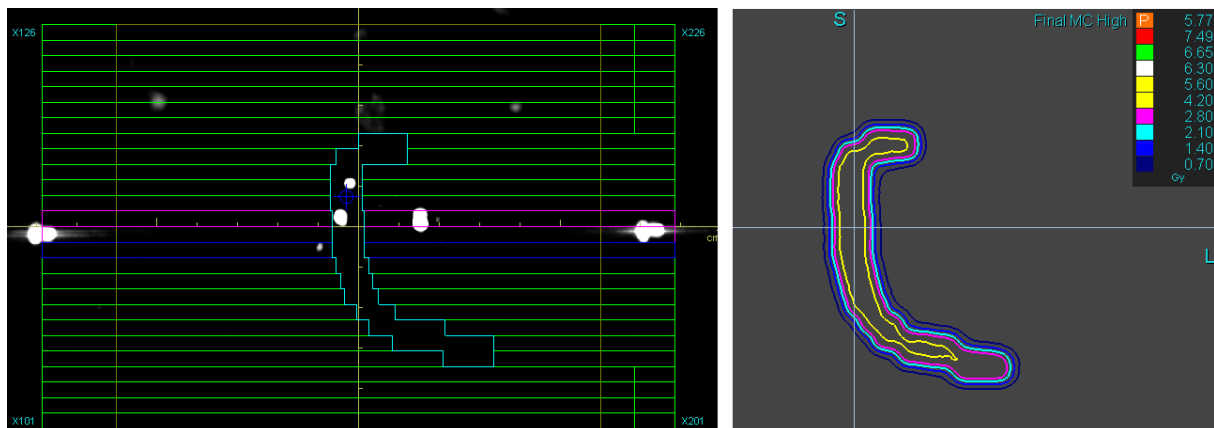 X126
X226
cm
X101
X201
S
Final MC High
P
5.77
7.49
6.65
6.30
5.60
4.20
2.80
2.10
1.40
0.70
Gy
L